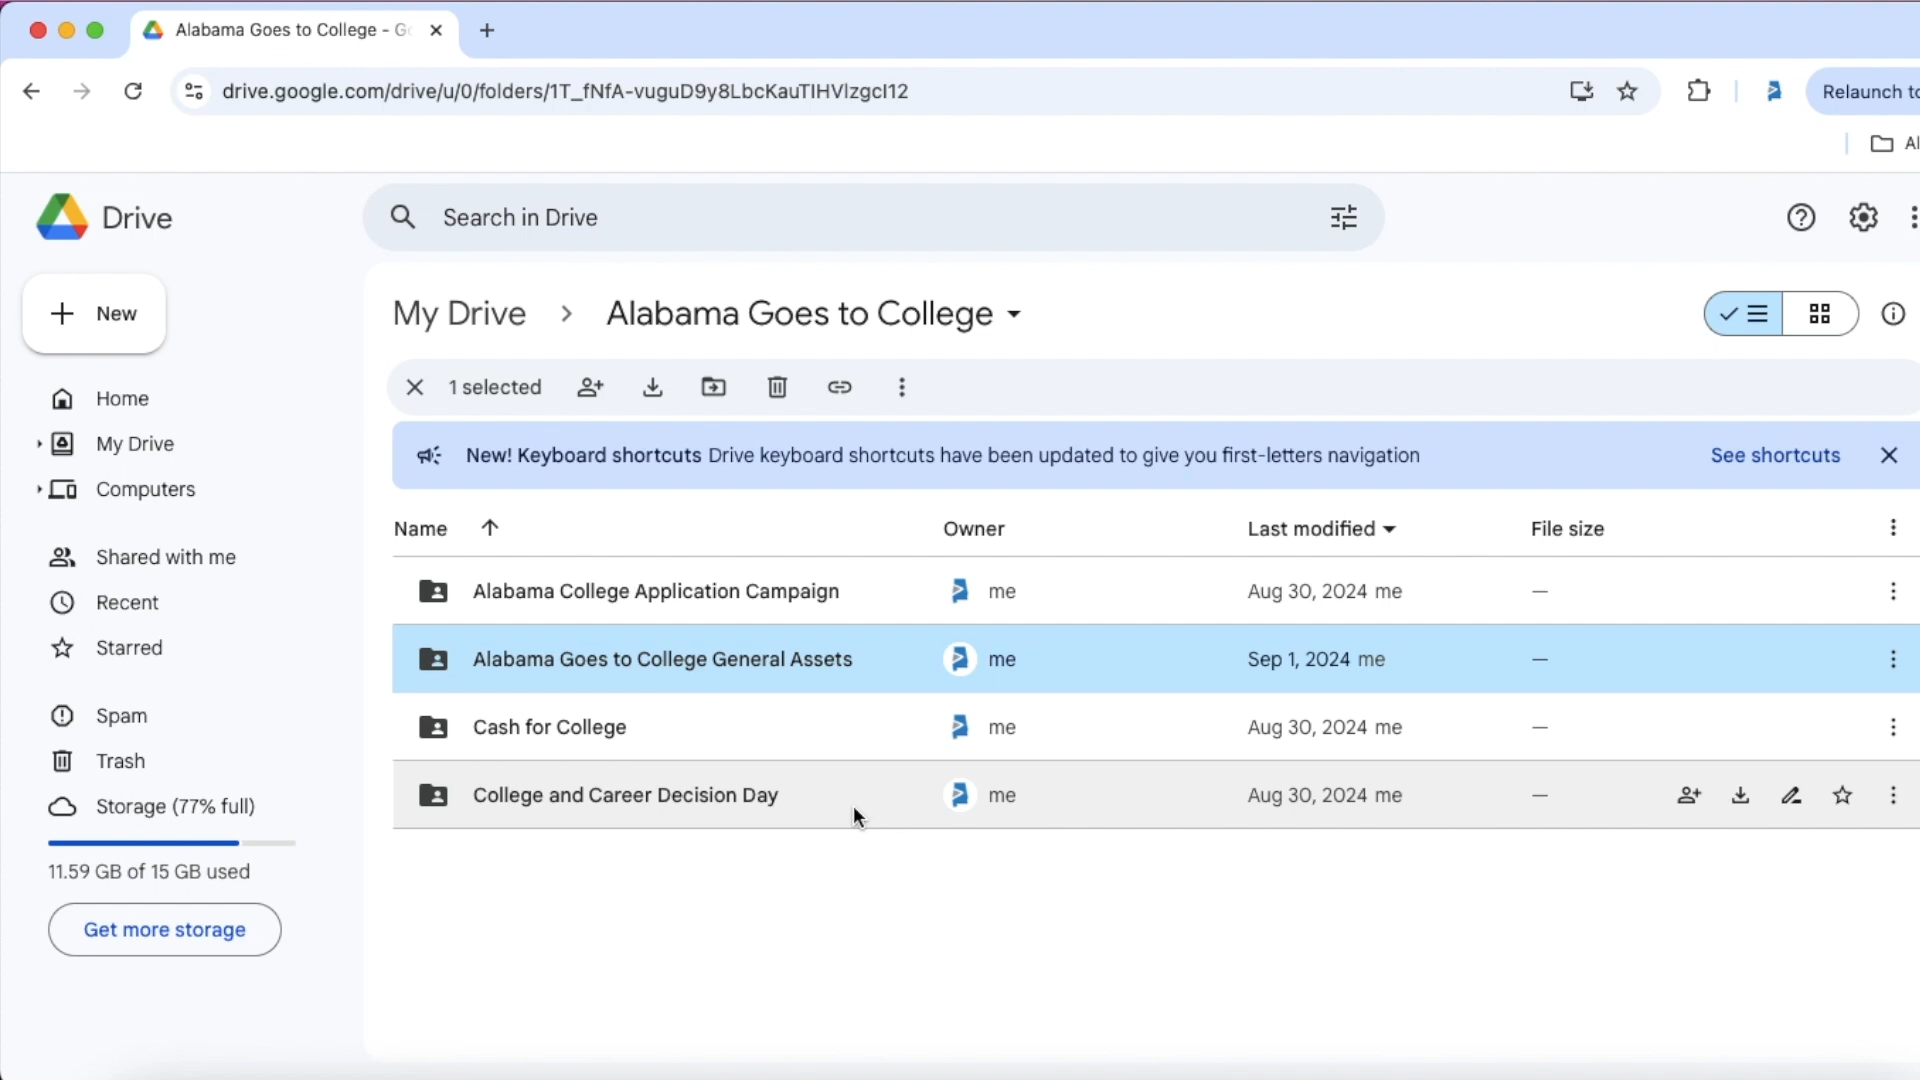 Alabama Goes to College - Go
drive.google.com/drive/u/0/folders/1T_fNfA-vuguD9y8LbcKauTIHVlzgcI12
Relaunch to
Al
Drive
Search in Drive
New
My Drive > Alabama Goes to College
1 selected
Home
My Drive
Computers
New! Keyboard shortcuts Drive keyboard shortcuts have been updated to give you first-letters navigation See shortcuts
Name Owner Last modified File size
Shared with me
Recent
Starred
Spam
Trash
Storage (77% full)
11.59 GB of 15 GB used
Get more storage
Alabama College Application Campaign me Aug 30, 2024 me —
Alabama Goes to College General Assets me Sep 1, 2024 me —
Cash for College me Aug 30, 2024 me —
College and Career Decision Day me Aug 30, 2024 me —